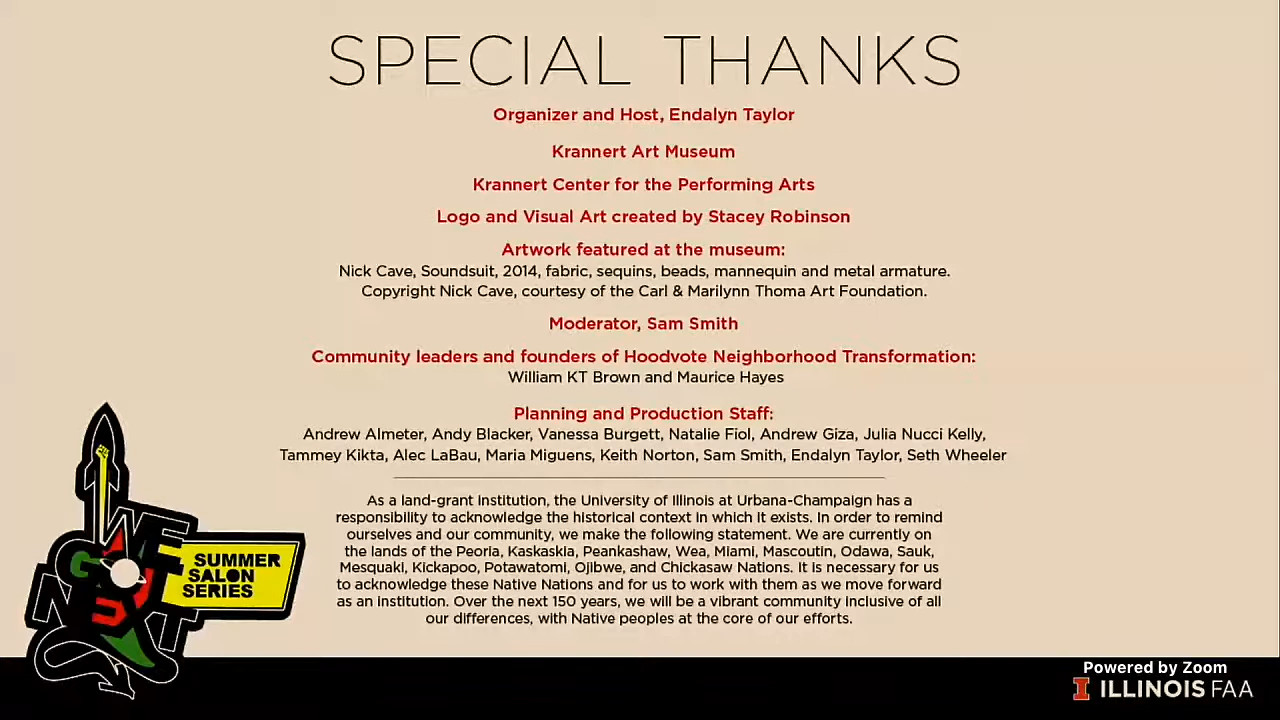 SPECIAL THANKS
Organizer and Host, Endalyn Taylor
Krannert Art Museum
Krannert Center for the Performing Arts
Logo and Visual Art created by Stacey Robinson
Artwork featured at the museum:
Nick Cave, Soundsuit, 2014, fabric, sequins, beads, mannequin and metal armature.
Copyright Nick Cave, courtesy of the Carl & Marilynn Thoma Art Foundation.
Moderator, Sam Smith
Community leaders and founders of Hoodvote Neighborhood Transformation:
William KT Brown and Maurice Hayes
Planning and Production Staff:
Andrew Almeter, Andy Blacker, Vanessa Burgett, Natalie Fiol, Andrew Giza, Julia Nucci Kelly,
Tammey Kikta, Alec LaBau, Maria Miguens, Keith Norton, Sam Smith, Endalyn Taylor, Seth Wheeler
As a land-grant institution, the University of Illinois at Urbana-Champaign has a
responsibility to acknowledge the historical context in which it exists. In order to remind
ourselves and our community, we make the following statement. We are currently on
the lands of the Peoria, Kaskaskia, Peankashaw, Wea, Miami, Mascoutin, Odawa, Sauk,
Mesquaki, Kickapoo, Potawatomi, Ojibwe, and Chickasaw Nations. It is necessary for us
to acknowledge these Native Nations and for us to work with them as we move forward
as an institution. Over the next 150 years, we will be a vibrant community inclusive of all
our differences, with Native peoples at the core of our efforts.
SUMMER
SALON
SERIES
Powered by Zoom
ILLINOIS FAA